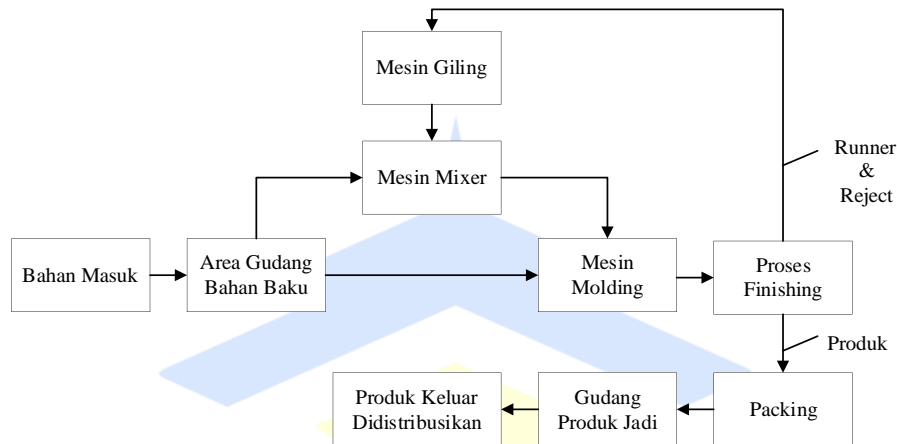 Mesin Giling
Mesin Mixer
Runner
&
Reject
Bahan Masuk
Area Gudang
Bahan Baku
Mesin
Molding
Proses
Finishing
Produk
Produk Keluar
Didistribusikan
Gudang
Produk Jadi
Packing